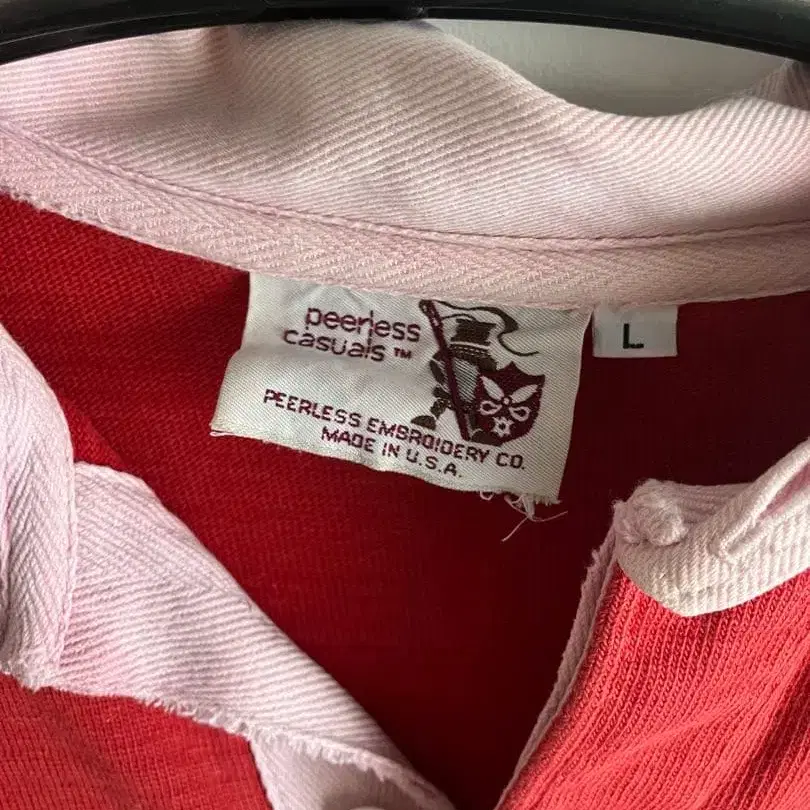 peerless
casuals ™
PEERLESS EMBROIDERY CO.
MADE IN U.S.A.
L